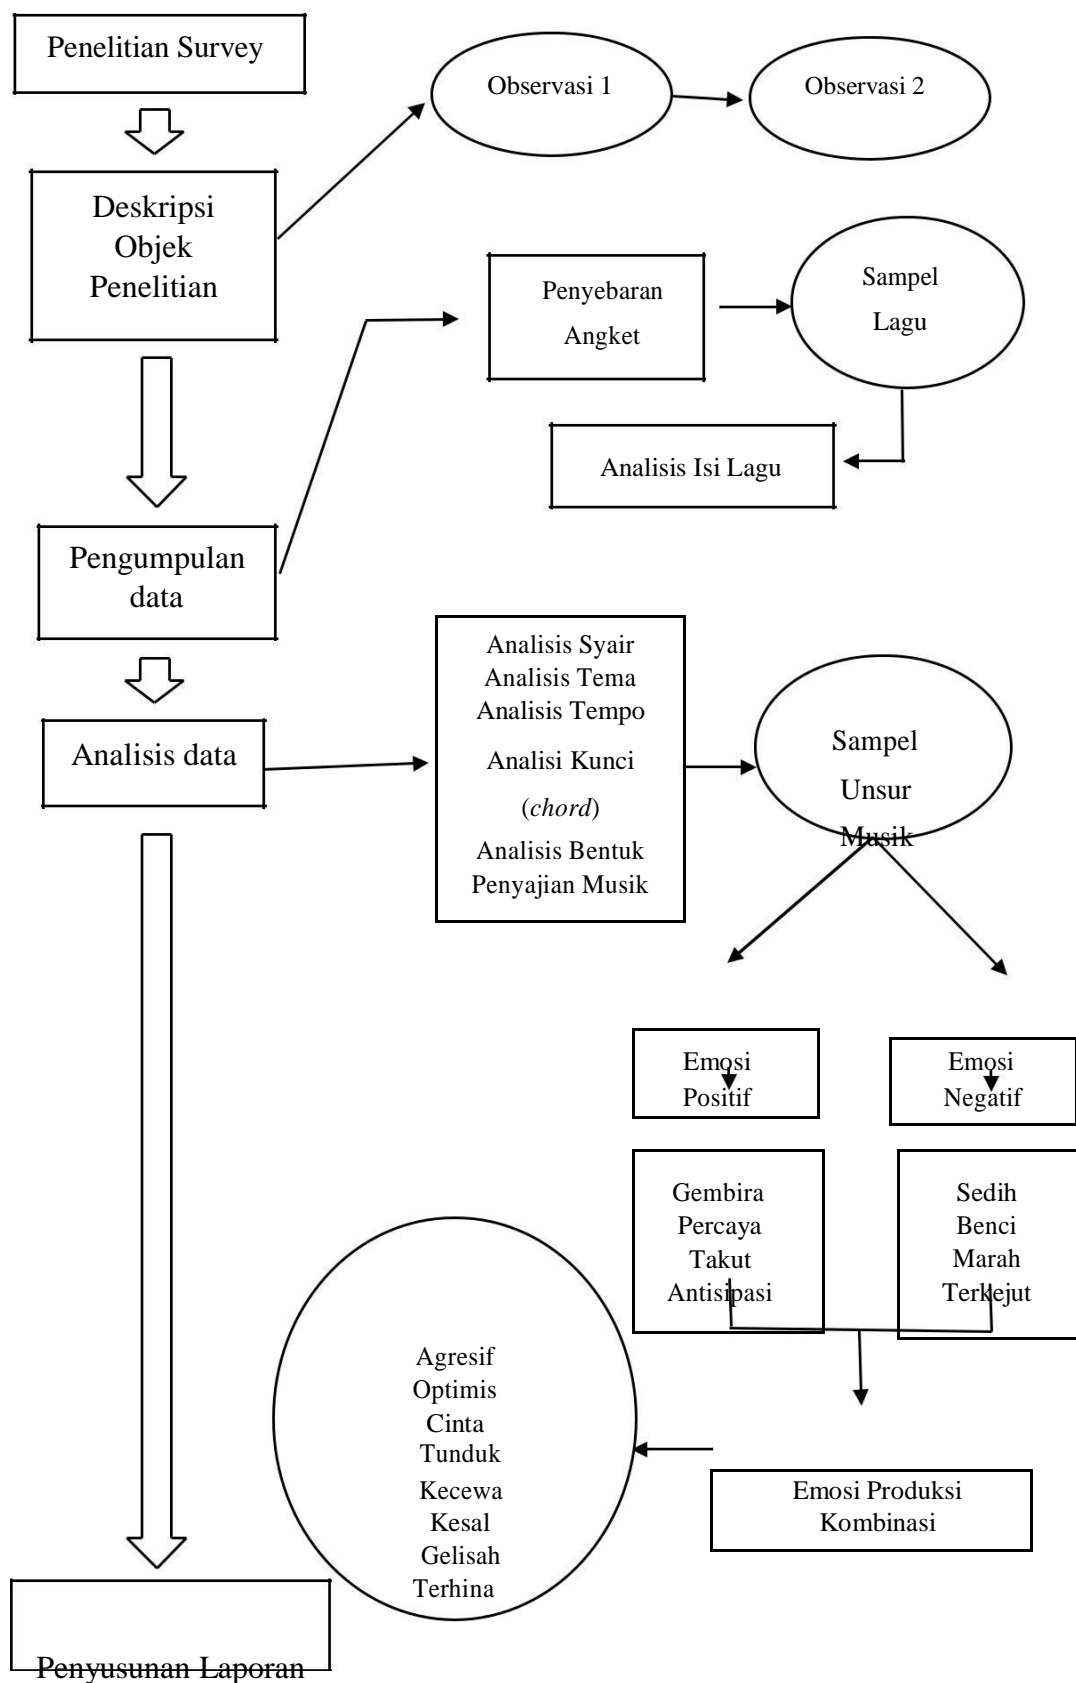 Penelitian Survey
Observasi 1
Observasi 2
Deskripsi
Objek
Penelitian
Penyebaran
Angket
Sampel
Lagu
Analisis Isi Lagu
Pengumpulan
data
Analisis data
Analisis Syair
Analisis Tema
Analisis Tempo
Analisi Kunci
(chord)
Analisis Bentuk
Penyajian Musik
Sampel
Unsur
Musik
Emosi
Positif
Emosi
Negatif
Gembira
Percaya
Takut
Antisipasi
Sedih
Benci
Marah
Terkejut
Emosi Produksi
Kombinasi
Agresif
Optimis
Cinta
Tunduk
Kecewa
Kesal
Gelisah
Terhina
Penyusunan Laporan